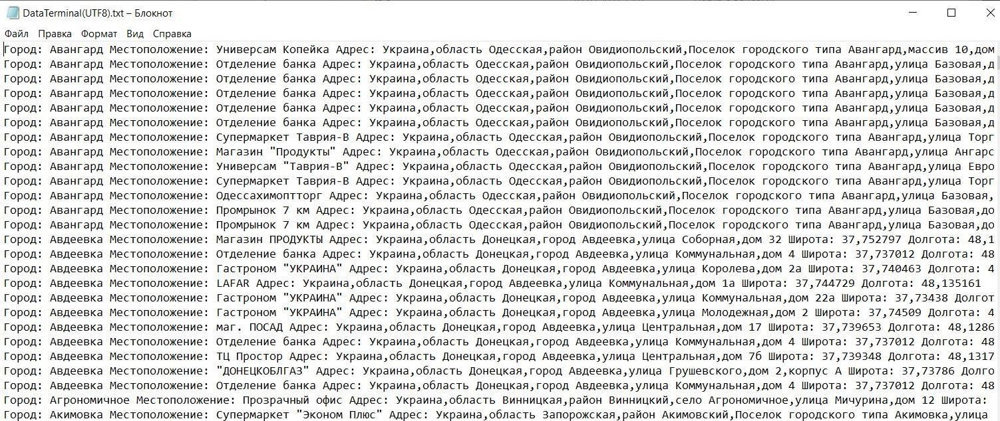 DataTerminal(UTF8).txt – Блокнот
Файл Правка Формат Вид Справка
Город: Авангард Местоположение: Универсам Копейка Адрес: Украина,область Одесская,район Овидиопольский,Поселок городского типа Авангард,массив 10,дом
Город: Авангард Местоположение: Отделение банка Адрес: Украина,область Одесская,район Овидиопольский,Поселок городского типа Авангард,улица Базовая,д
Город: Авангард Местоположение: Отделение банка Адрес: Украина,область Одесская,район Овидиопольский,Поселок городского типа Авангард,улица Базовая,д
Город: Авангард Местоположение: Отделение банка Адрес: Украина,область Одесская,район Овидиопольский,Поселок городского типа Авангард,улица Базовая,д
Город: Авангард Местоположение: Отделение банка Адрес: Украина,область Одесская,район Овидиопольский,Поселок городского типа Авангард,улица Базовая,д
Город: Авангард Местоположение: Отделение банка Адрес: Украина,область Одесская,район Овидиопольский,Поселок городского типа Авангард,улица Базовая,д
Город: Авангард Местоположение: Супермаркет Таврия-В Адрес: Украина,область Одесская,район Овидиопольский,Поселок городского типа Авангард,улица Торг
Город: Авангард Местоположение: Магазин "Продукты" Адрес: Украина,область Одесская,район Овидиопольский,Поселок городского типа Авангард,улица Ангарс
Город: Авангард Местоположение: Универсам "Таврия-В" Адрес: Украина,область Одесская,район Овидиопольский,Поселок городского типа Авангард,улица Евро
Город: Авангард Местоположение: Супермаркет Таврия-В Адрес: Украина,область Одесская,район Овидиопольский,Поселок городского типа Авангард,улица Торг
Город: Авангард Местоположение: Одессахимоптторг Адрес: Украина,область Одесская,район Овидиопольский,Поселок городского типа Авангард,улица Базовая,
Город: Авангард Местоположение: Промрынок 7 км Адрес: Украина,область Одесская,район Овидиопольский,Поселок городского типа Авангард,улица Базовая,до
Город: Авангард Местоположение: Промрынок 7 км Адрес: Украина,область Одесская,район Овидиопольский,Поселок городского типа Авангард,улица Базовая,до
Город: Авдеевка Местоположение: Магазин ПРОДУКТЫ Адрес: Украина,область Донецкая,город Авдеевка,улица Соборная,дом 32 Широта: 37,752797 Долгота: 48,1
Город: Авдеевка Местоположение: Отделение банка Адрес: Украина,область Донецкая,город Авдеевка,улица Коммунальная,дом 4 Широта: 37,737012 Долгота: 48
Город: Авдеевка Местоположение: Гастроном "УКРАИНА" Адрес: Украина,область Донецкая,город Авдеевка,улица Королева,дом 2а Широта: 37,740463 Долгота: 4
Город: Авдеевка Местоположение: LAFAR Адрес: Украина,область Донецкая,город Авдеевка,улица Коммунальная,дом 1а Широта: 37,744729 Долгота: 48,135161
Город: Авдеевка Местоположение: Гастроном "УКРАИНА" Адрес: Украина,область Донецкая,город Авдеевка,улица Коммунальная,дом 22а Широта: 37,73438 Долгот
Город: Авдеевка Местоположение: Гастроном "УКРАИНА" Адрес: Украина,область Донецкая,город Авдеевка,улица Молодежная,дом 2 Широта: 37,74509 Долгота: 4
Город: Авдеевка Местоположение: маг. ПОСАД Адрес: Украина,область Донецкая,город Авдеевка,улица Центральная,дом 17 Широта: 37,739653 Долгота: 48,1286
Город: Авдеевка Местоположение: Отделение банка Адрес: Украина,область Донецкая,город Авдеевка,улица Коммунальная,дом 4 Широта: 37,737012 Долгота: 48
Город: Авдеевка Местоположение: ТЦ Простор Адрес: Украина,область Донецкая,город Авдеевка,улица Центральная,дом 7б Широта: 37,739348 Долгота: 48,1317
Город: Авдеевка Местоположение: "ДОНЕЦКОБЛГАЗ" Адрес: Украина,область Донецкая,город Авдеевка,улица Грушевского,дом 2,корпус А Широта: 37,73786 Долго
Город: Авдеевка Местоположение: Отделение банка Адрес: Украина,область Донецкая,город Авдеевка,улица Коммунальная,дом 4 Широта: 37,737012 Долгота: 48
Город: Агрономичное Местоположение: Прозрачный офис Адрес: Украина,область Винницкая,район Винницкий,село Агрономичное,улица Мичурина,дом 12 Широта:
Город: Акимовка Местоположение: Супермаркет "Эконом Плюс" Адрес: Украина,область Запорожская,район Акимовский,Поселок городского типа Акимовка,улица